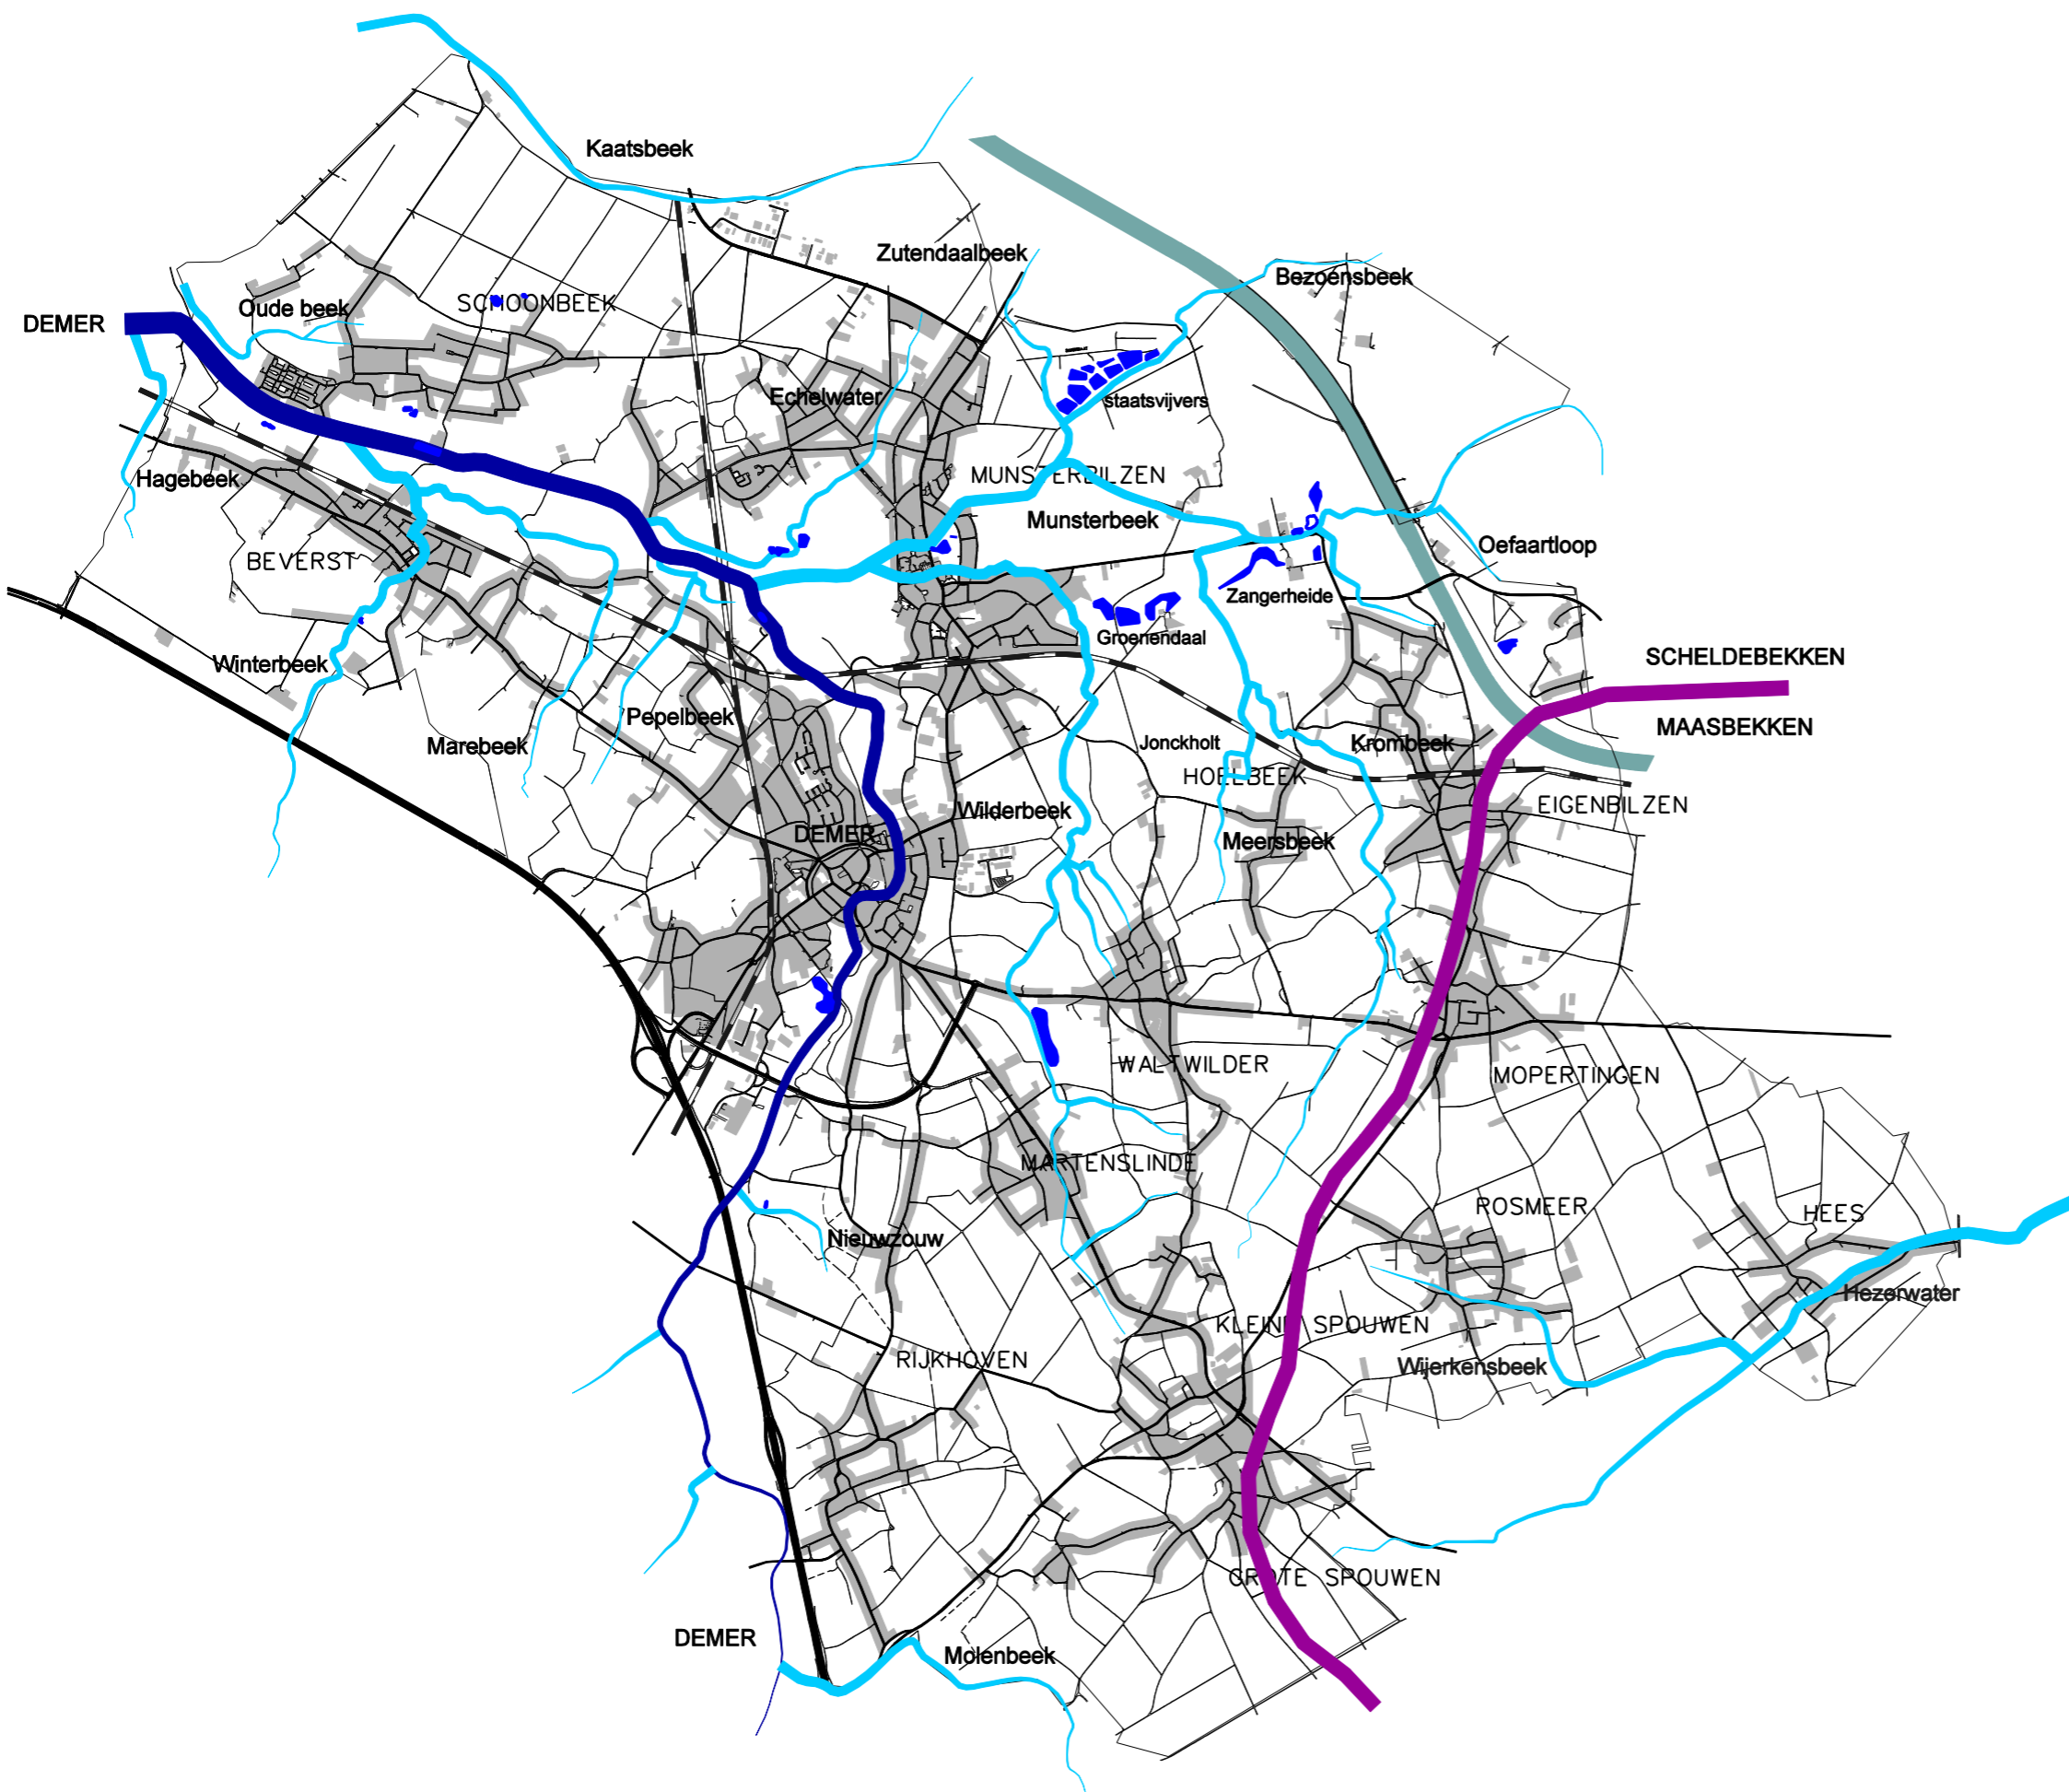 Kaatsbeek
Zutendaalbeek
Bezoensbeek
Oude beek
SCHOONBEEK
DEMER
Echelwater
staatsvijvers
Hagebeek
MUNSTERBILZEN
Munsterbeek
Oefaartloop
BEVERST
Zangerheide
Groenendaal
SCHELDEBEKKEN
Winterbeek
Pepelbeek
MAASBEKKEN
Marebeek
Jonckholt
Krombeek
HOELBEEK
EIGENBILZEN
Wilderbeek
DEMER
Meersbeek
WALTWILDER
MOPERTINGEN
MARTENSLINDE
ROSMEER
HEES
Nieuwzouw
Hezerwater
KLEINE SPOUWEN
RIJKHOVEN
Wijerkensbeek
GROTE SPOUWEN
DEMER
Molenbeek